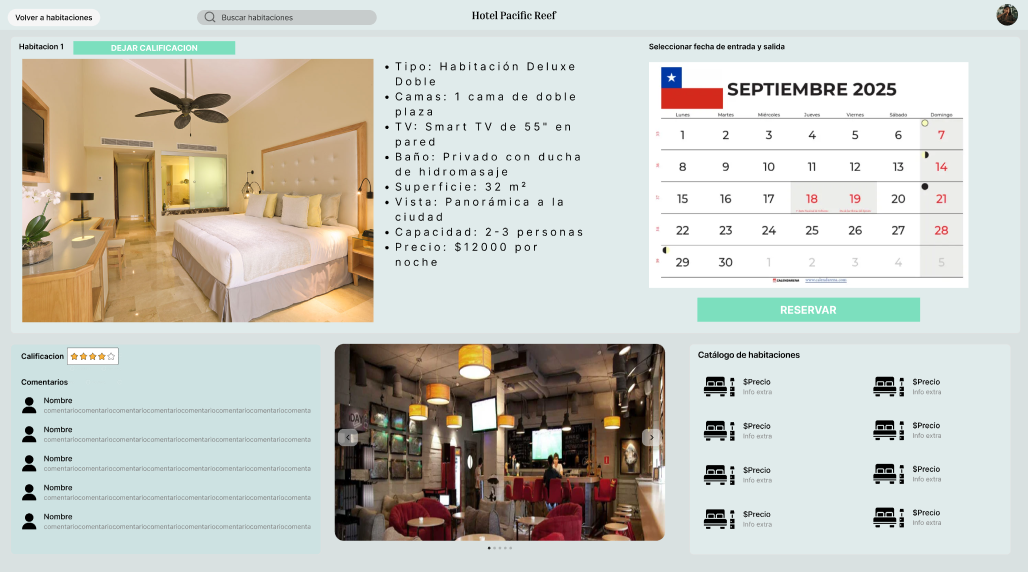 Volver a habitaciones
Buscar habitaciones
Hotel Pacific Reef
Habitacion 1
DEJAR CALIFICACION
• Tipo: Habitación Deluxe
Doble
• Camas: 1 cama de doble
plaza
• TV: Smart TV de 55" en
pared
• Baño: Privado con ducha
de hidromasaje
• Superficie: 32 m²
• Vista: Panorámica a la
ciudad
• Capacidad: 2-3 personas
• Precio: $12000 por
noche
Seleccionar fecha de entrada y salida
SEPTIEMBRE 2025
Lunes Martes Miércoles Jueves Viernes Sábado Domingo
1 2 3 4 5 6 7
8 9 10 11 12 13 14
15 16 17 18 19 20 21
22 23 24 25 26 27 28
29 30 1 2 3 4 5
RESERVAR
Calificacion
Comentarios
Nombre
comentariocomentariocomentariocomentariocomentariocomentariocomentariocomenta
Nombre
comentariocomentariocomentariocomentariocomentariocomentariocomentariocomenta
Nombre
comentariocomentariocomentariocomentariocomentariocomentariocomentariocomenta
Nombre
comentariocomentariocomentariocomentariocomentariocomentariocomentariocomenta
Nombre
comentariocomentariocomentariocomentariocomentariocomentariocomentariocomenta
Catálogo de habitaciones
$Precio
Info extra
$Precio
Info extra
$Precio
Info extra
$Precio
Info extra
$Precio
Info extra
$Precio
Info extra
$Precio
Info extra
$Precio
Info extra